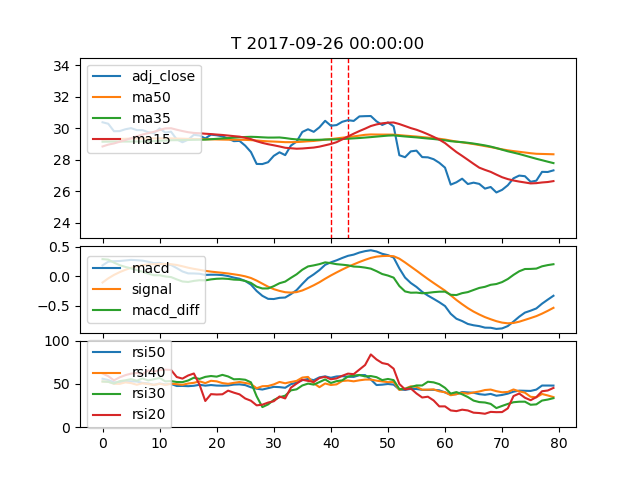 T 2017-09-26 00:00:00
34
32
30
28
26
24
adj_close
ma50
ma35
ma15
0.5
0.0
−0.5
macd
signal
macd_diff
100
50
0
rsi50
rsi40
rsi30
rsi20
0 10 20 30 40 50 60 70 80